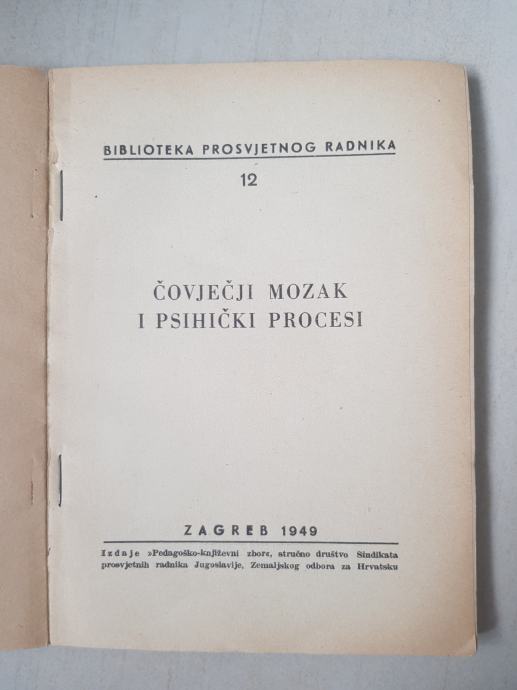 BIBLIOTEKA PROSVJETNOG RADNIKA
12
ČOVJEČJI MOZAK
I PSIHIČKI PROCESI
ZAGREB 1949
Izdaje »Pedagoško-književni zbor«, stručno društvo Sindikata
prosvjetnih radnika Jugoslavije, Zemaljskog odbora za Hrvatsku